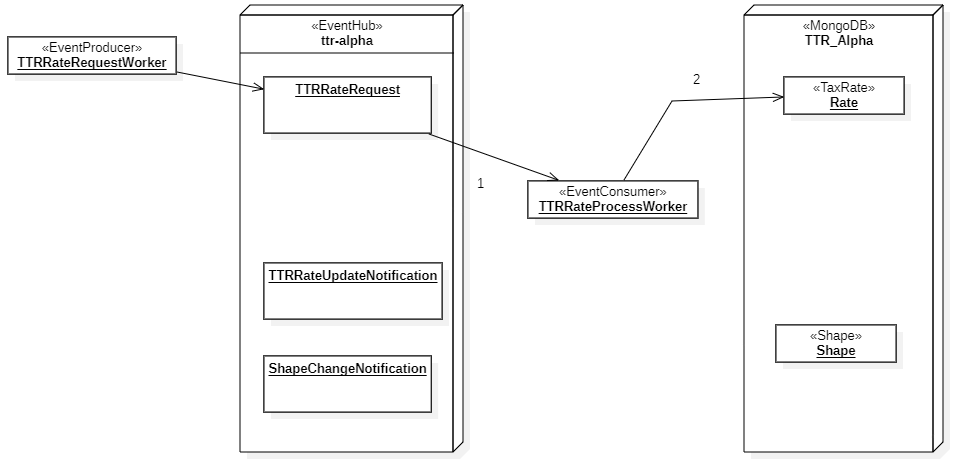 «EventProducer»
TTRRateRequestWorker
«EventHub»
ttr-alpha
TTRRateRequest
1
«EventConsumer»
TTRRateProcessWorker
2
«MongoDB»
TTR_Alpha
«TaxRate»
Rate
TTRRateUpdateNotification
ShapeChangeNotification
«Shape»
Shape